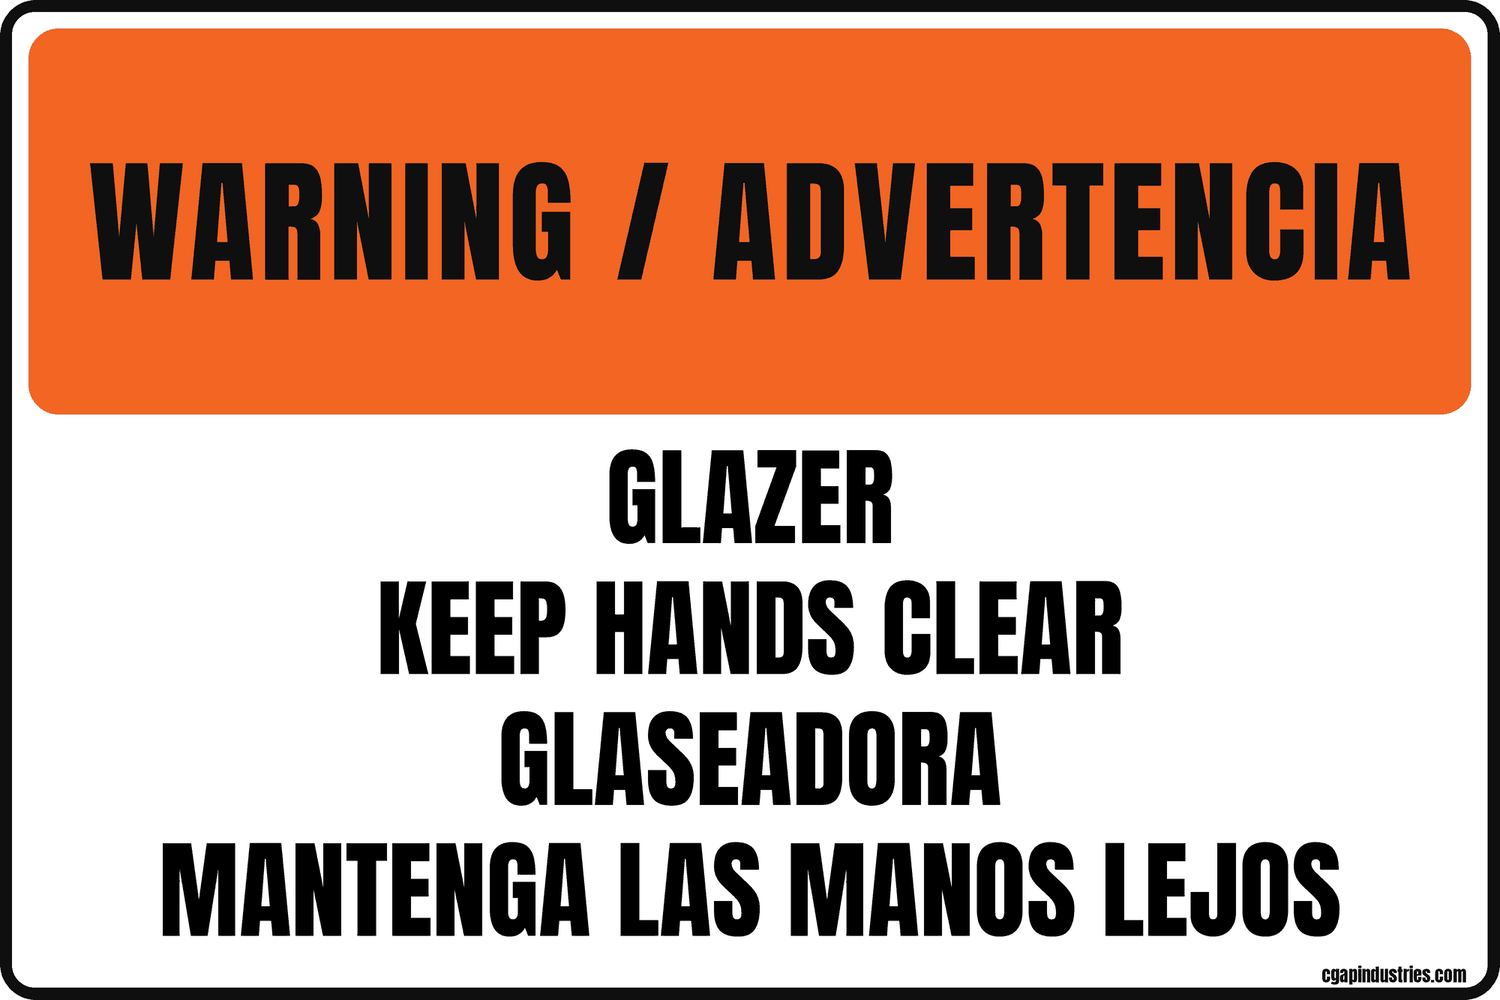 WARNING / ADVERTENCIA
GLAZER
KEEP HANDS CLEAR
GLASEADORA
MANTENGA LAS MANOS LEJOS
cgapindustries.com